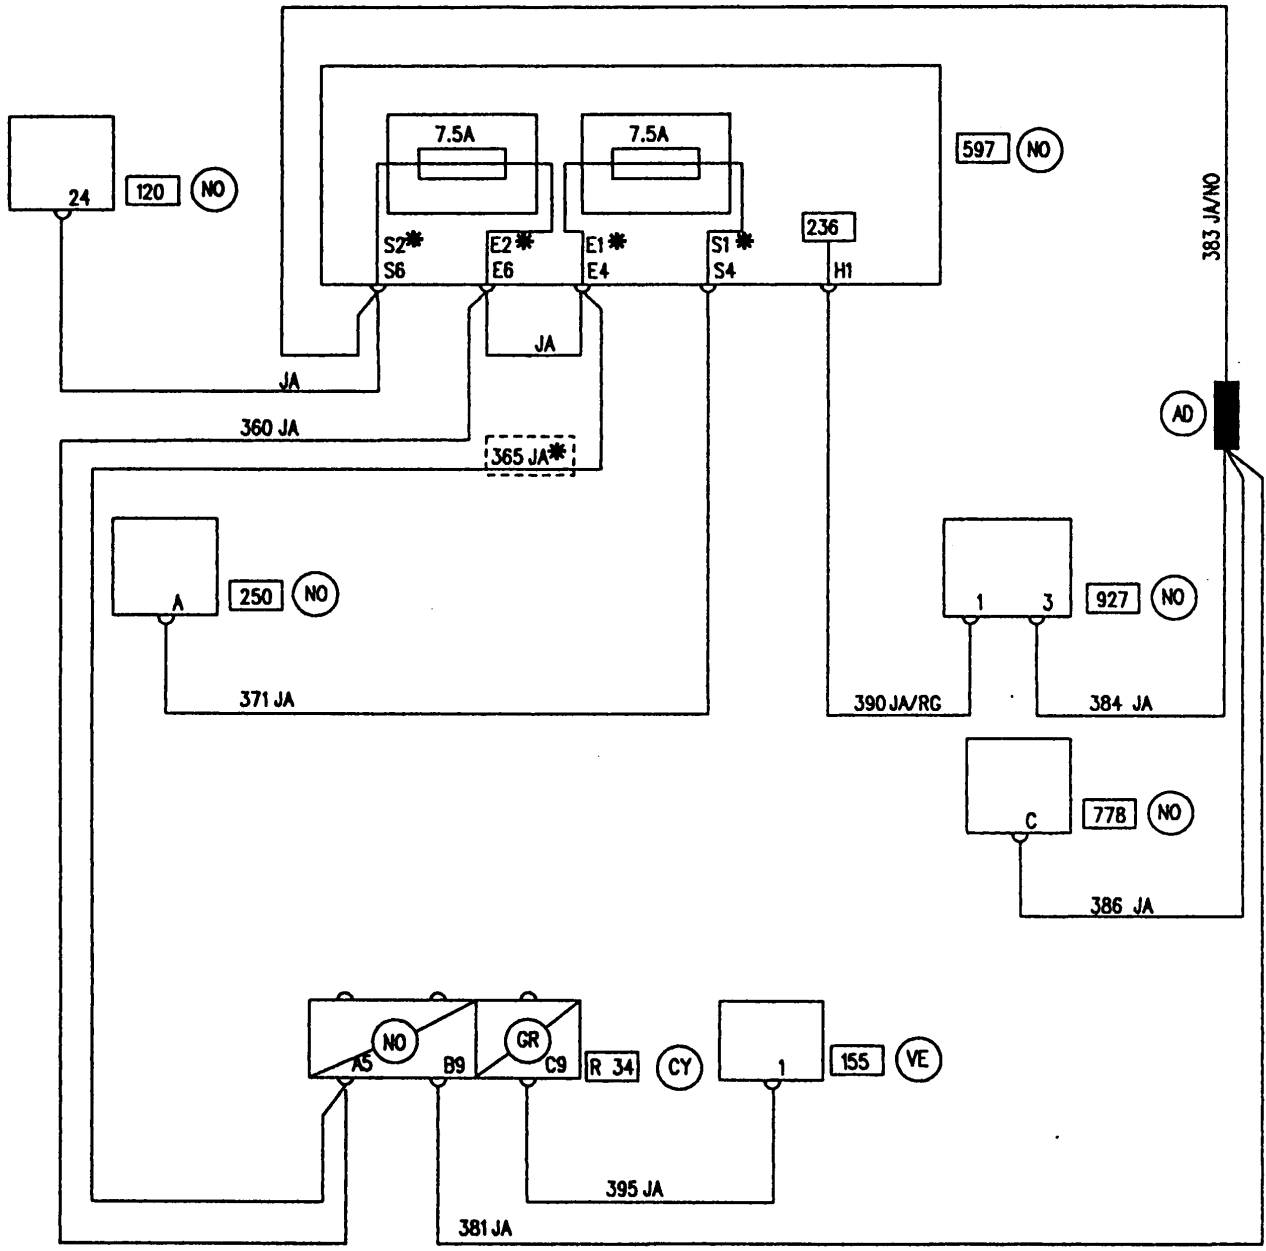 7.5A 7.5A
597 NO
24 120 NO
383 JA/NO
236
S2* E2* E1* S1*
S6 E6 E4 S4 H1
JA
JA
AD
360 JA
365 JA*
A 250 NO
1 3 927 NO
371 JA
390 JA/RG 384 JA
C 778 NO
386 JA
NO GR
A5 B9 C9 R 34 CY
1 155 VE
395 JA
381 JA